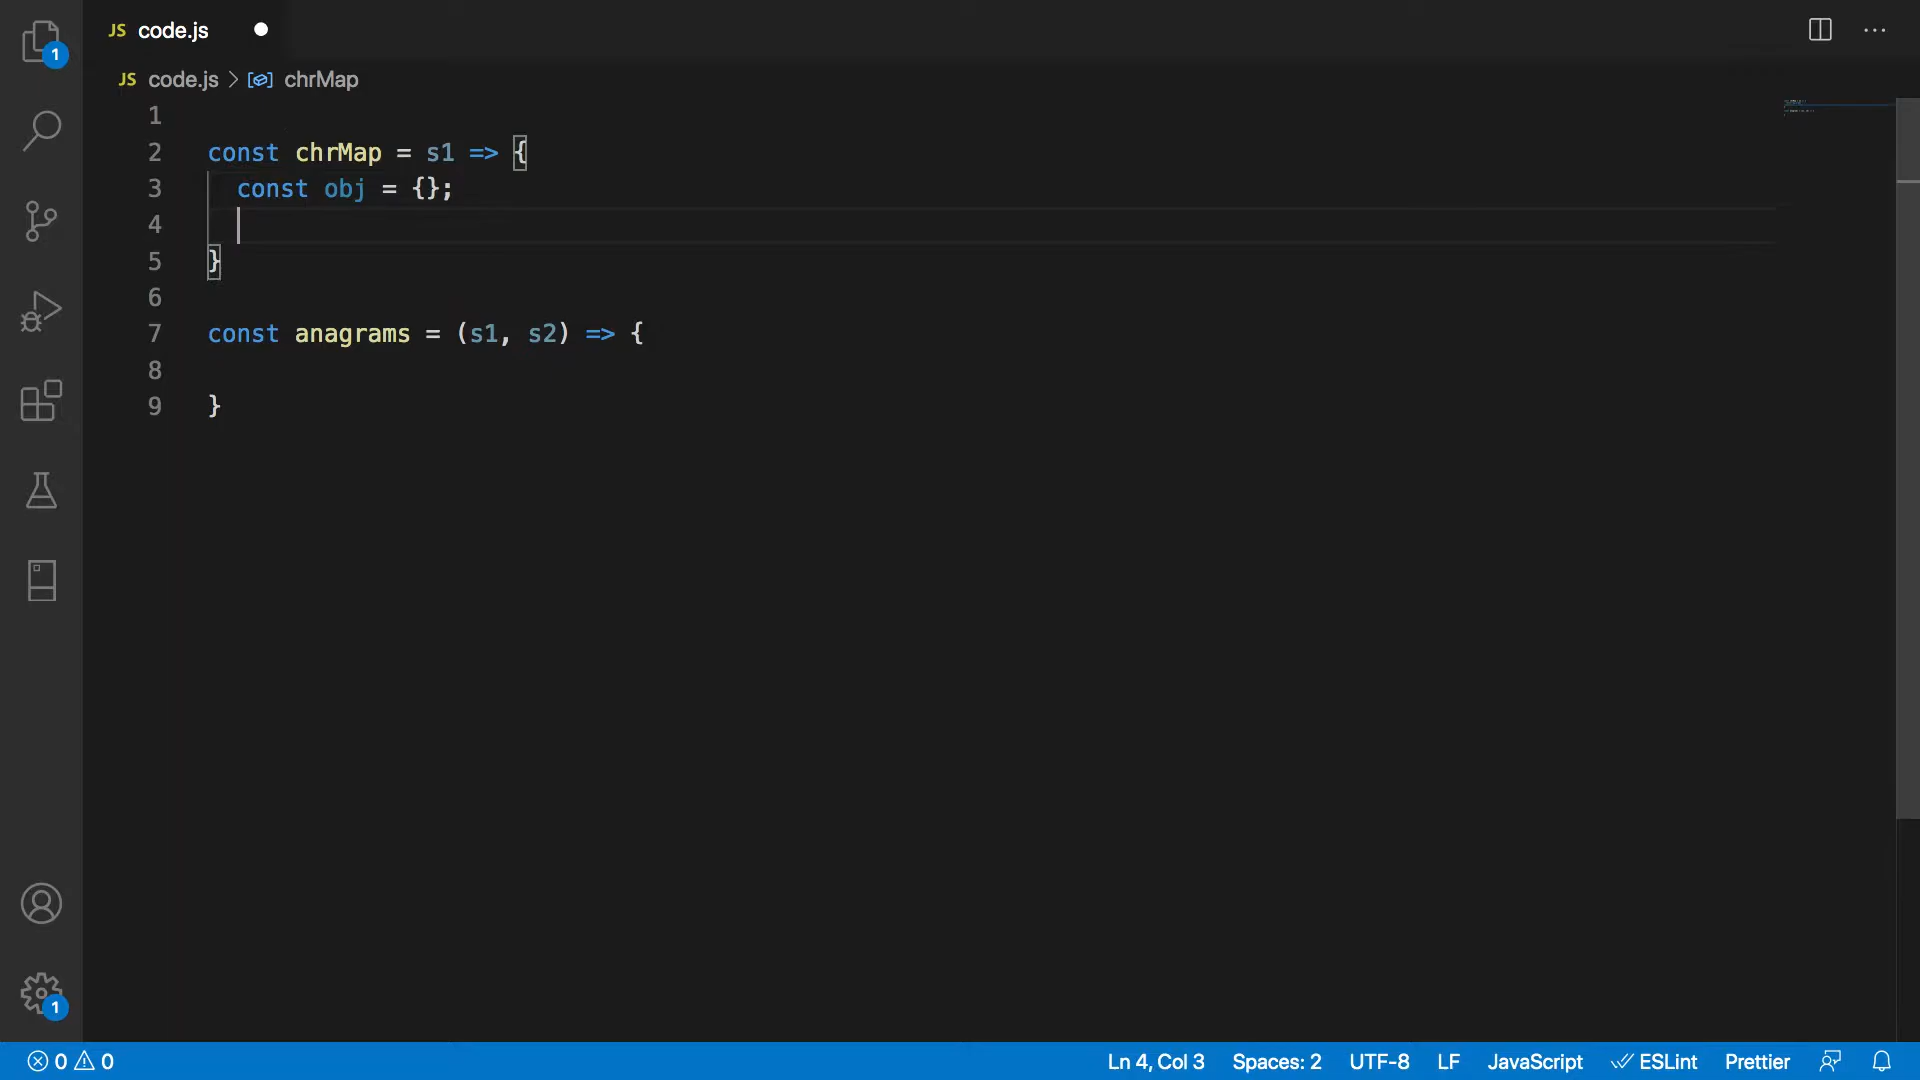 JS code.js
JS code.js > chrMap
1
2 const chrMap = s1 => {
3 const obj = {};
4
5 }
6
7 const anagrams = (s1, s2) => {
8
9 }
1
1
0 0 Ln 4, Col 3 Spaces: 2 UTF-8 LF JavaScript ESLint Prettier